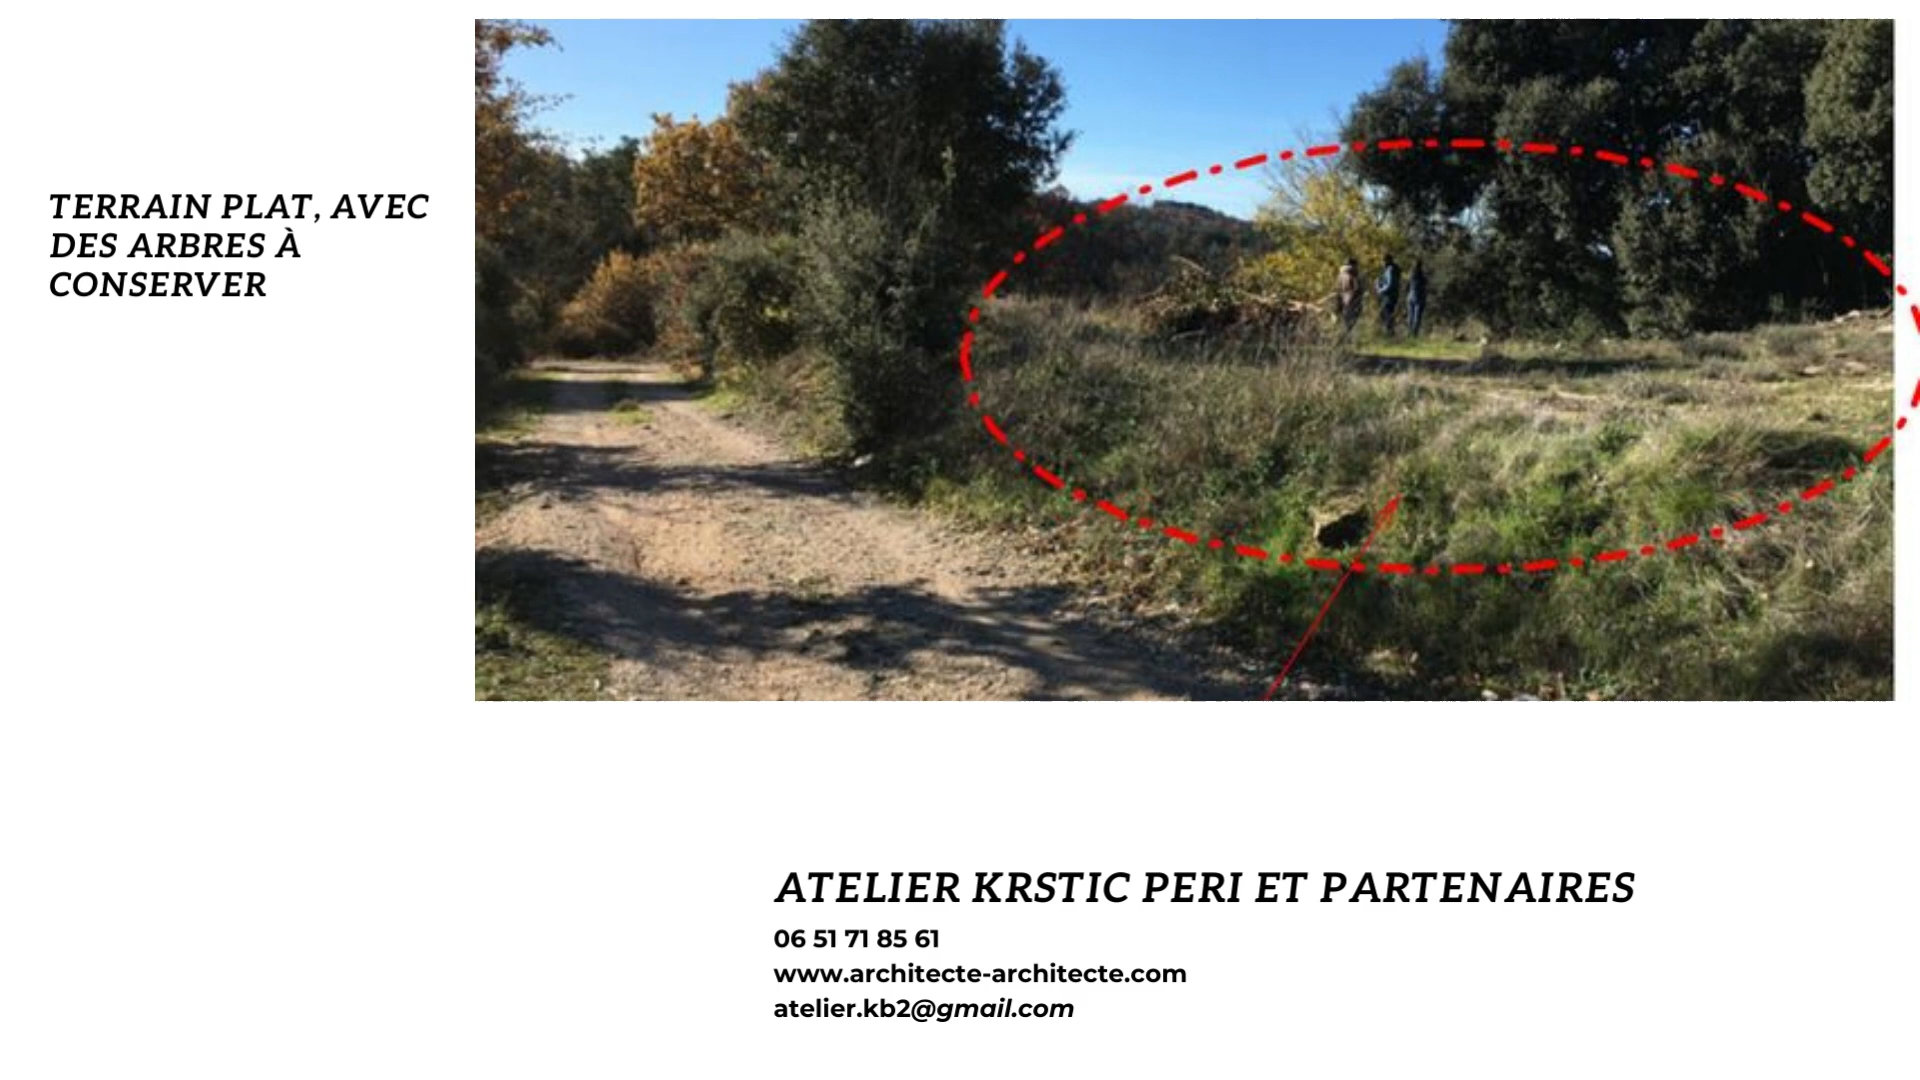 TERRAIN PLAT, AVEC
DES ARBRES À
CONSERVER
ATELIER KRSTIC PERI ET PARTENAIRES
06 51 71 85 61
www.architecte-architecte.com
atelier.kb2@gmail.com